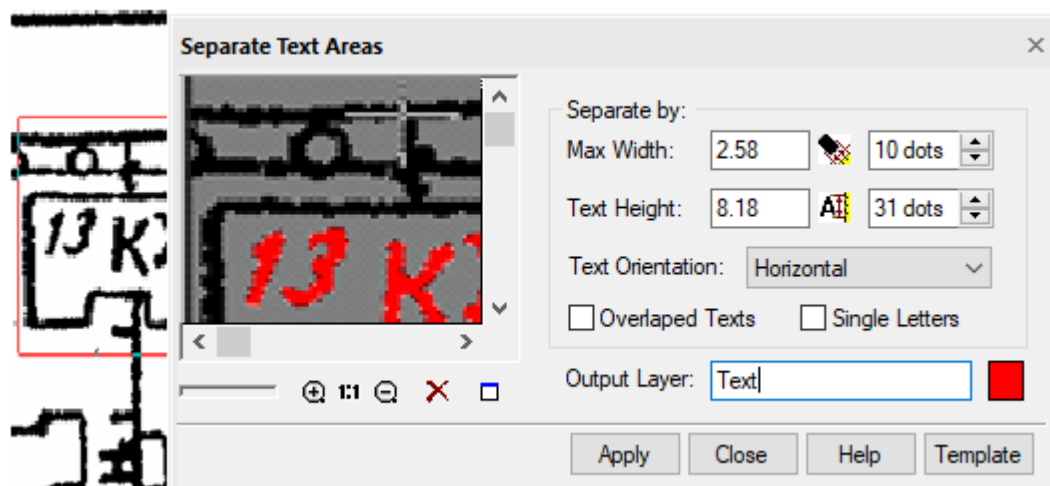 Separate Text Areas
Separate by:
Max Width: 2.58 10 dots
Text Height: 8.18 31 dots
Text Orientation: Horizontal
Overlaped Texts Single Letters
Output Layer: Text
1:1
Apply Close Help Template
13
13